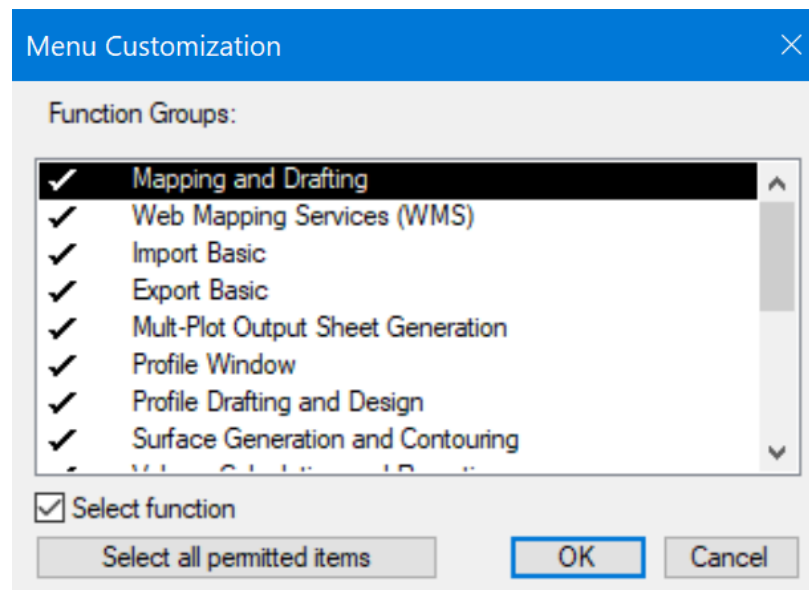 Menu Customization
Function Groups:
Mapping and Drafting
Web Mapping Services (WMS)
Import Basic
Export Basic
Mult-Plot Output Sheet Generation
Profile Window
Profile Drafting and Design
Surface Generation and Contouring
Select function
Select all permitted items
OK
Cancel